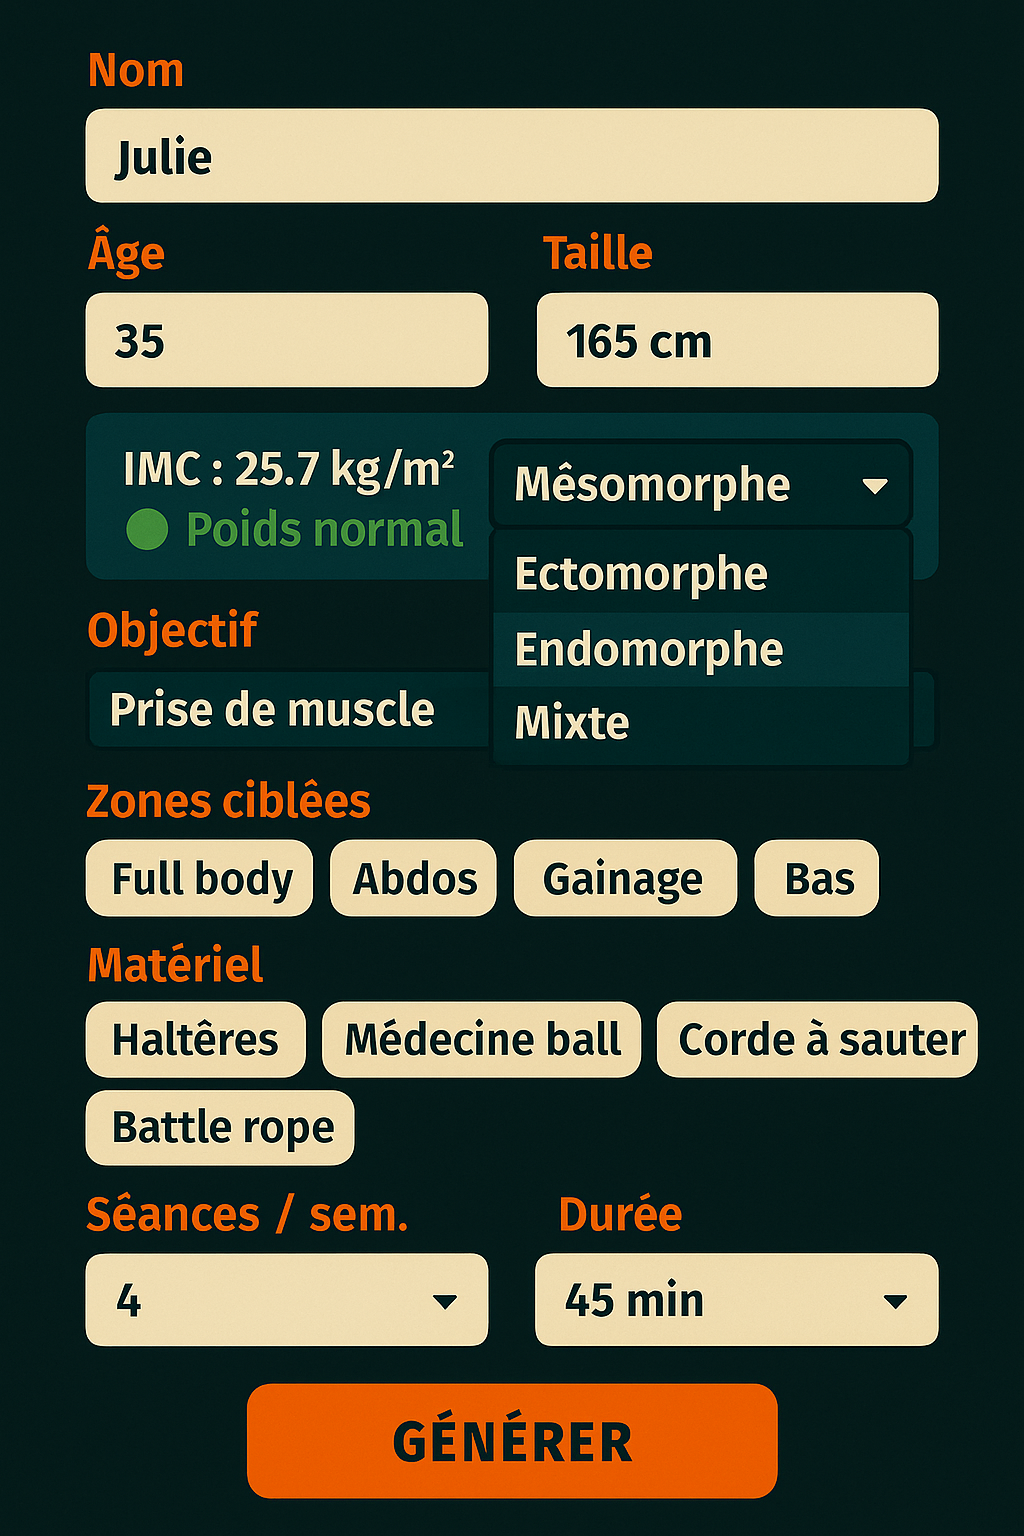 Nom
Julie
Âge
Taille
35
165 cm
IMC : 25.7 kg/m²
Poids normal
Mêsomorphe
Ectomorphe
Endomorphe
Mixte
Objectif
Prise de muscle
Zones ciblêes
Full body
Abdos
Gainage
Bas
Matériel
Haltêres
Médecine ball
Corde à sauter
Battle rope
Sêances / sem.
Durée
4
45 min
GÉNÉRER